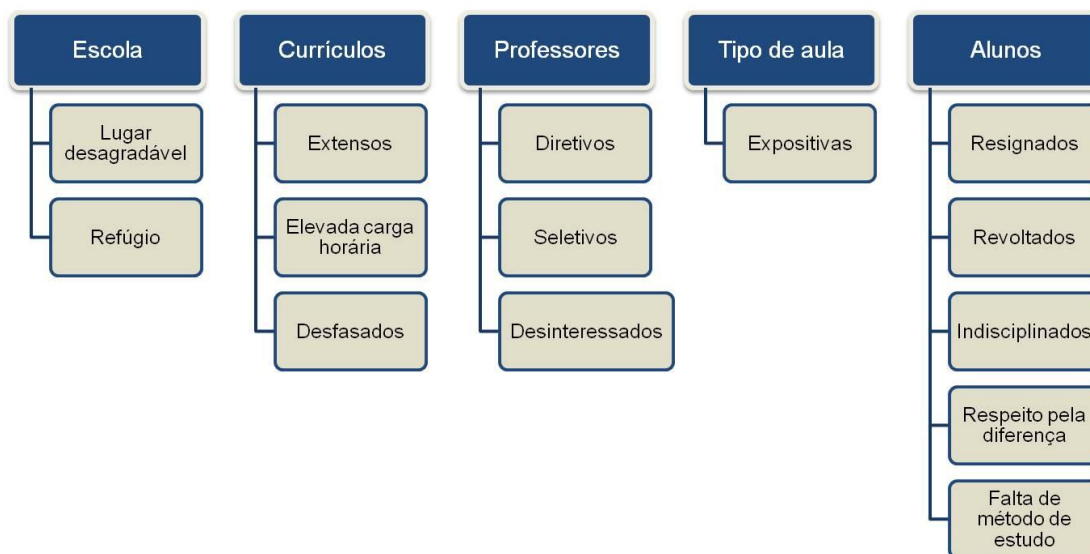 Escola
Lugar
desagradável
Refúgio
Currículos
Extensos
Elevada carga
horária
Desfasados
Professores
Diretivos
Seletivos
Desinteressados
Tipo de aula
Expositivas
Alunos
Resignados
Revoltados
Indisciplinados
Respeito pela
diferença
Falta de
método de
estudo